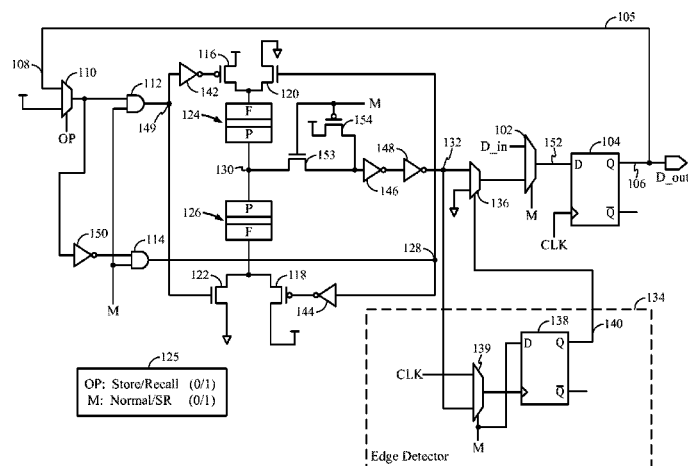 105
108
110
116
112
142
120
124
F
P
M
154
102
D_in
152
104
D
Q
Q
CLK
106
D_out
OP
149
130
153
148
132
146
136
M
P
F
126
150
114
128
M
122
118
144
134
138
140
D
Q
Q
139
CLK
M
Edge Detector
125
OP: Store/Recall (0/1)
M: Normal/SR (0/1)